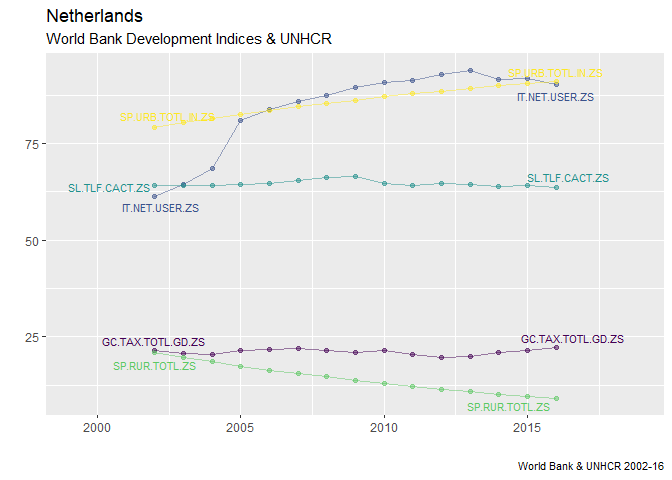 Netherlands
World Bank Development Indices & UNHCR
SP.URB.TOTL.IN.ZS
IT.NET.USER.ZS
SP.URB.TOTL.IN.ZS
75
SL.TLF.CACT.ZS
SL.TLF.CACT.ZS
IT.NET.USER.ZS
50
GC.TAX.TOTL.GD.ZS
GC.TAX.TOTL.GD.ZS
25
SP.RUR.TOTL.ZS
SP.RUR.TOTL.ZS
2000 2005 2010 2015
World Bank & UNHCR 2002-16